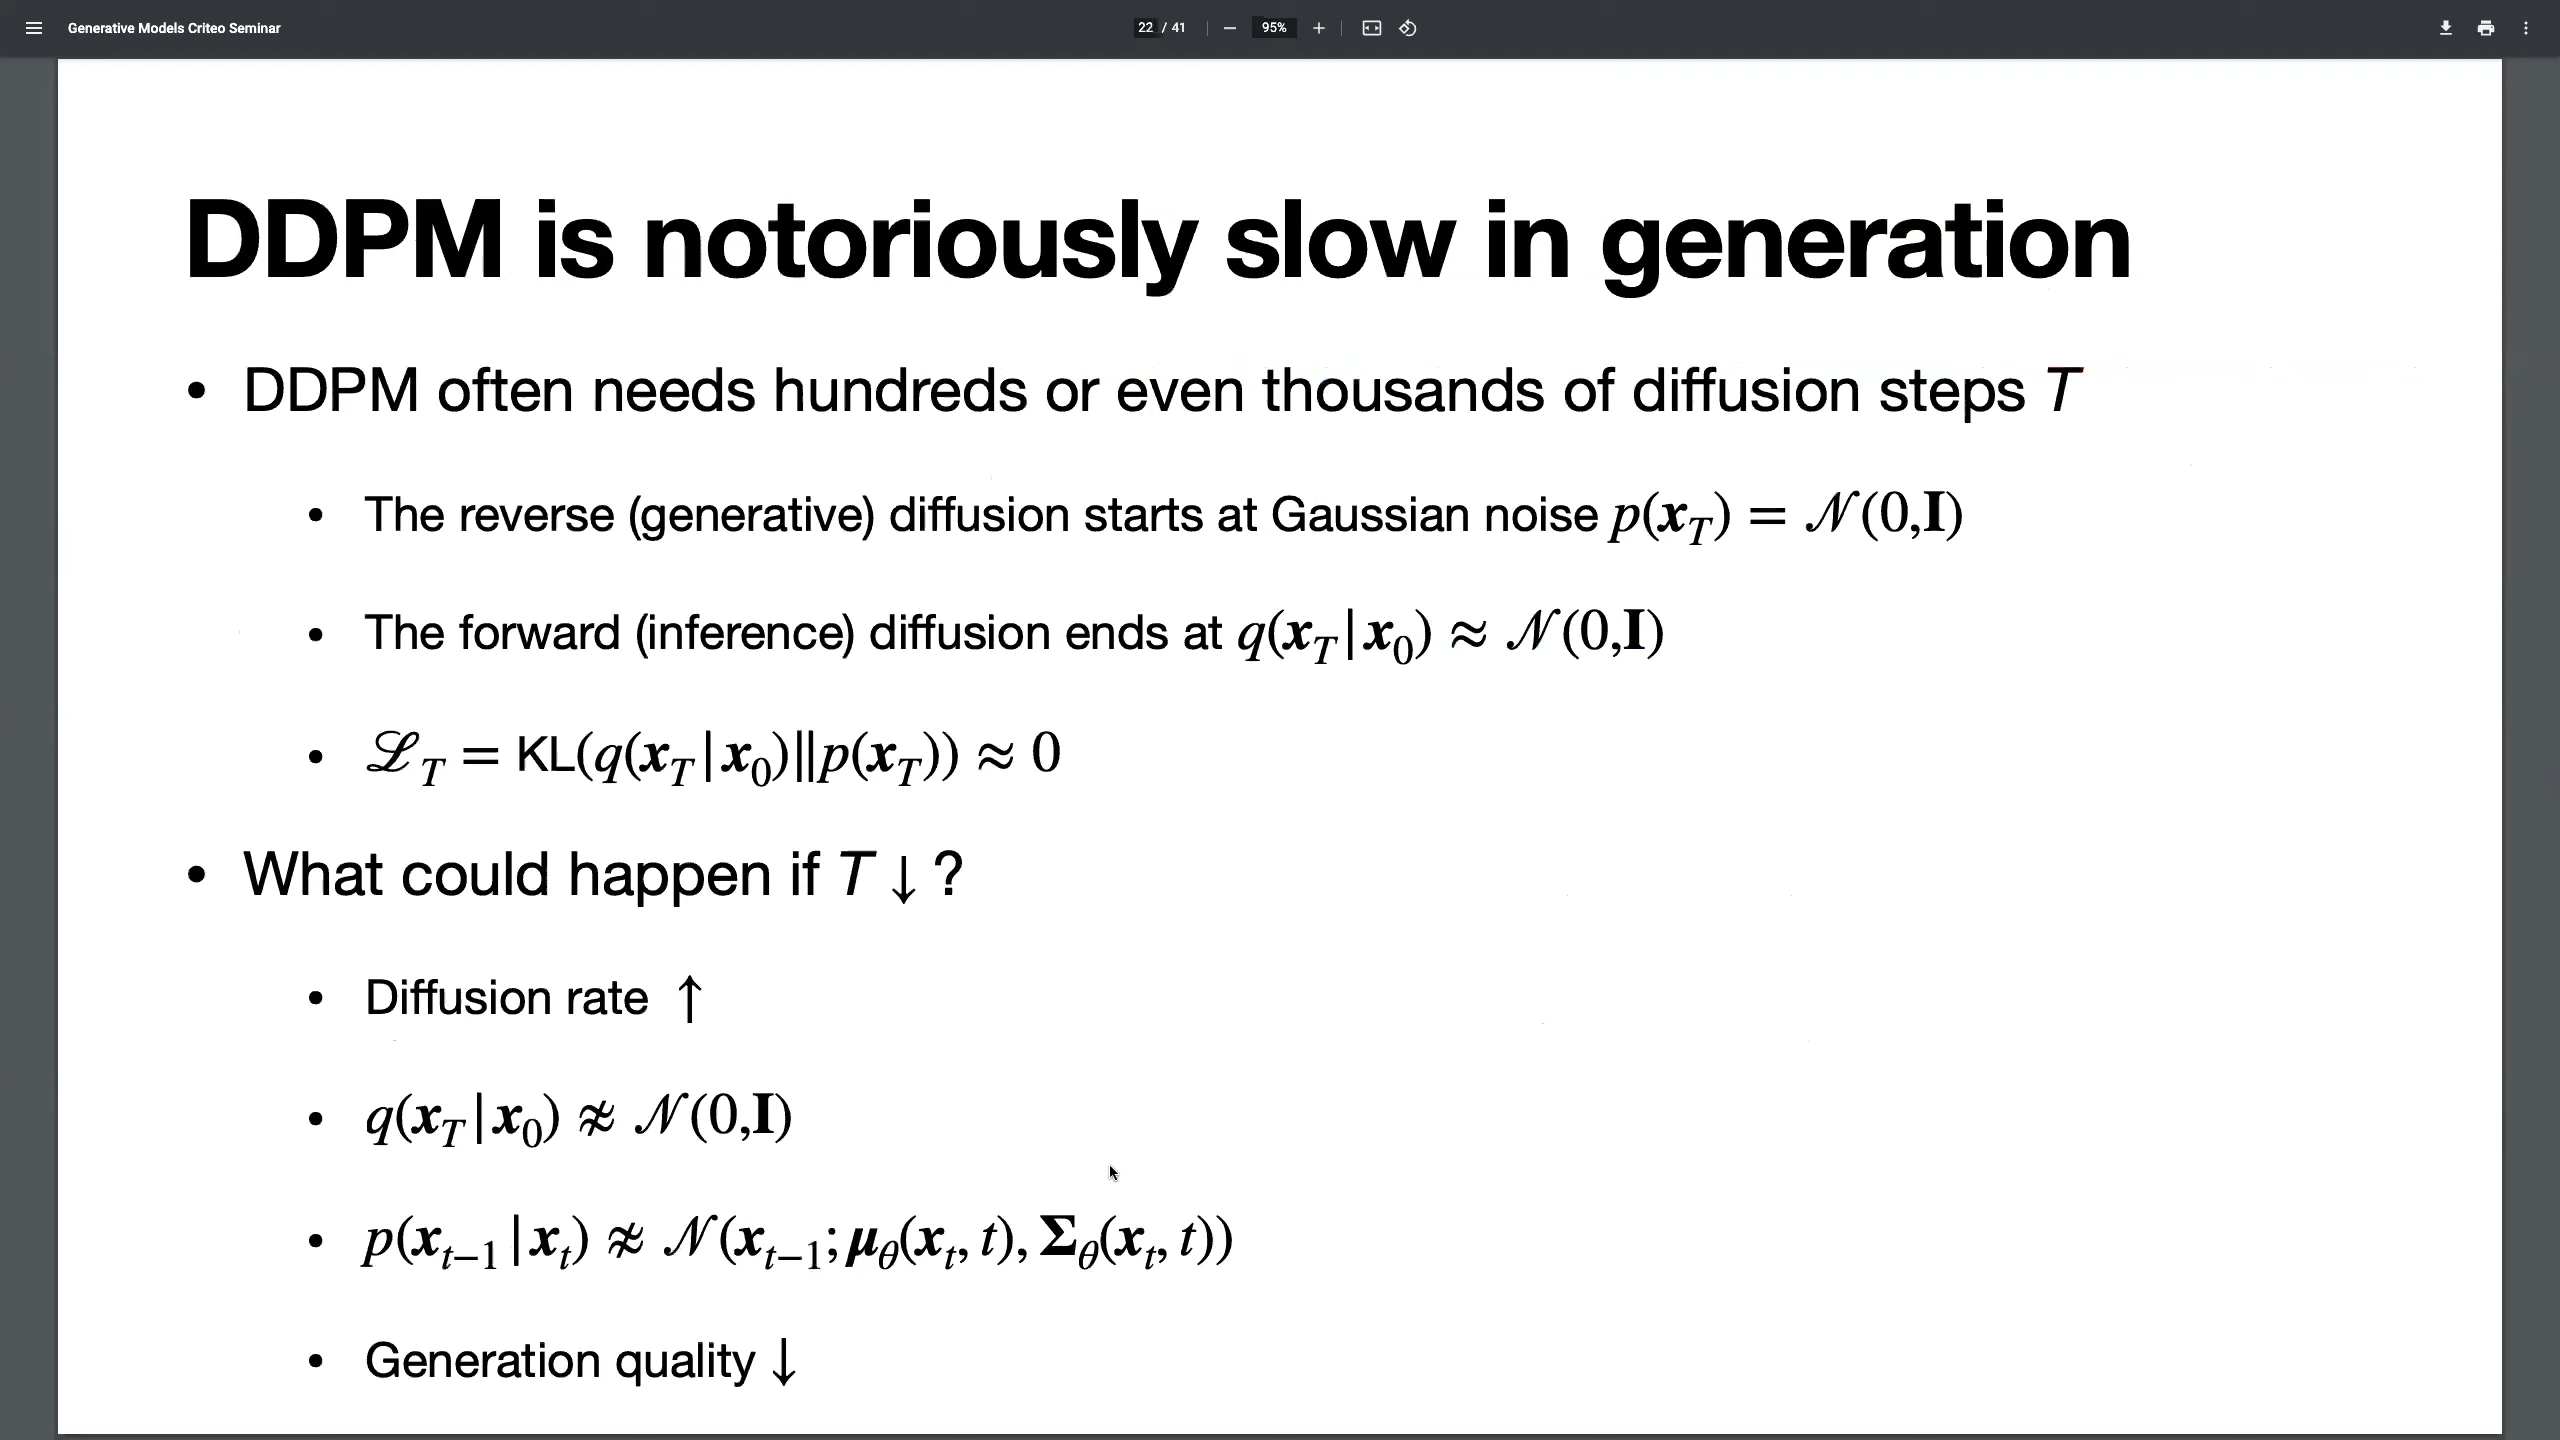 Generative Models Criteo Seminar
22 / 41
95%
DDPM is notoriously slow in generation
• DDPM often needs hundreds or even thousands of diffusion steps T
• The reverse (generative) diffusion starts at Gaussian noise p(x_T) = 𝒩(0,I)
• The forward (inference) diffusion ends at q(x_T|x_0) ≈ 𝒩(0,I)
• ℒ_T = KL(q(x_T|x_0)‖p(x_T)) ≈ 0
• What could happen if T ↓ ?
• Diffusion rate ↑
• q(x_T|x_0) ≉ 𝒩(0,I)
• p(x_{t−1}|x_t) ≉ 𝒩(x_{t−1}; μ_θ(x_t, t), Σ_θ(x_t, t))
• Generation quality ↓